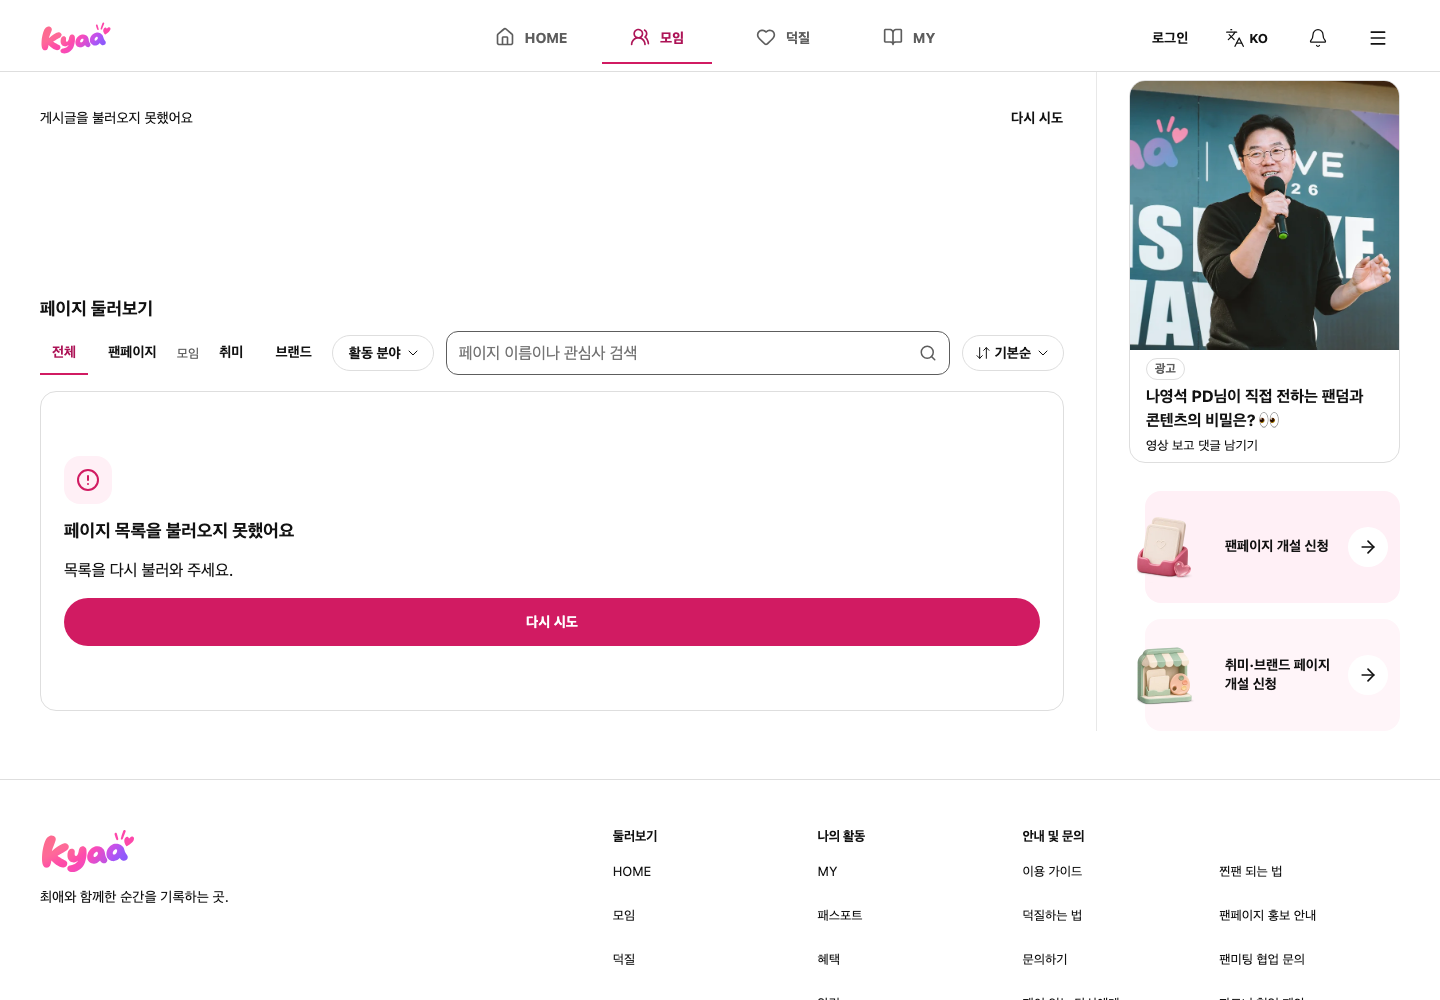 kyaa
HOME
모임
덕질
MY
로그인
KO
게시글을 불러오지 못했어요
다시 시도
페이지 둘러보기
전체
팬페이지
모임
취미
브랜드
활동 분야
페이지 이름이나 관심사 검색
기본순
페이지 목록을 불러오지 못했어요
목록을 다시 불러와 주세요.
다시 시도
광고
나영석 PD님이 직접 전하는 팬덤과
콘텐츠의 비밀은? 👀
영상 보고 댓글 남기기
팬페이지 개설 신청
취미·브랜드 페이지
개설 신청
kyaa
최애와 함께한 순간을 기록하는 곳.
둘러보기
HOME
모임
덕질
나의 활동
MY
패스포트
혜택
안내 및 문의
이용 가이드
덕질하는 법
문의하기
찐팬 되는 법
팬페이지 홍보 안내
팬미팅 협업 문의